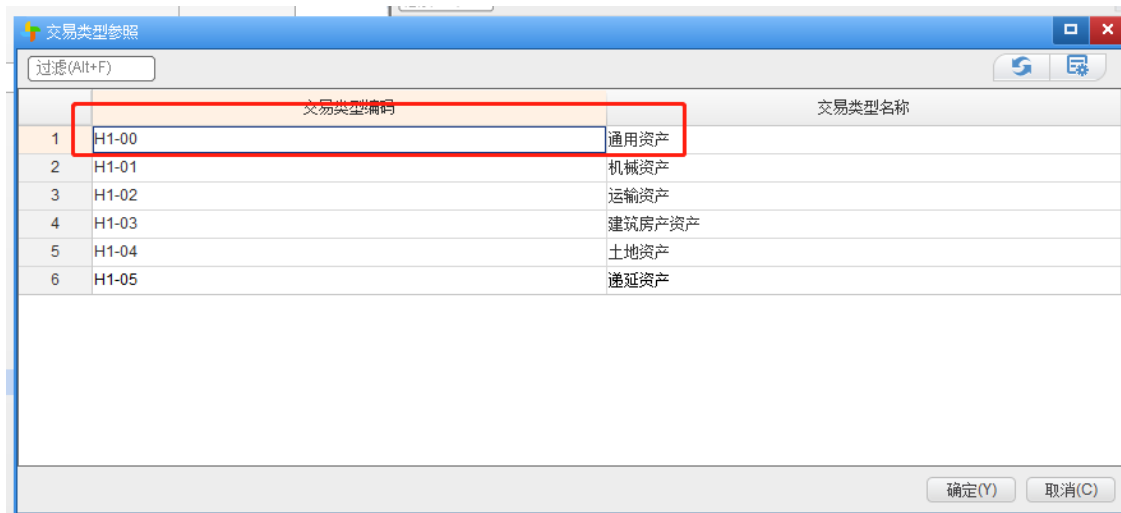 交易类型参照
过滤(Alt+F)
交易类型编码 交易类型名称
1 H1-00 通用资产
2 H1-01 机械资产
3 H1-02 运输资产
4 H1-03 建筑房产资产
5 H1-04 土地资产
6 H1-05 递延资产
确定(Y) 取消(C)